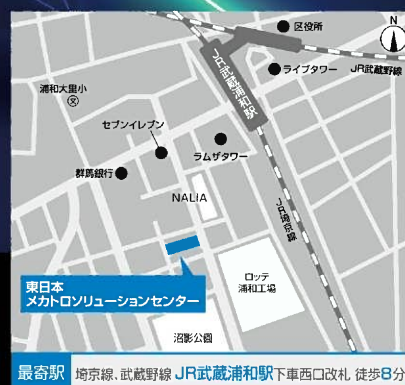 N
区役所
JR武蔵浦和駅
ライブタワー
JR武蔵野線
浦和大里小
セブンイレブン
ラムザタワー
群馬銀行
NALIA
JR埼京線
東日本
メカトロソリューションセンター
ロッテ
浦和工場
沼影公園
最寄駅 埼京線、武蔵野線 JR武蔵浦和駅下車西口改札 徒歩8分